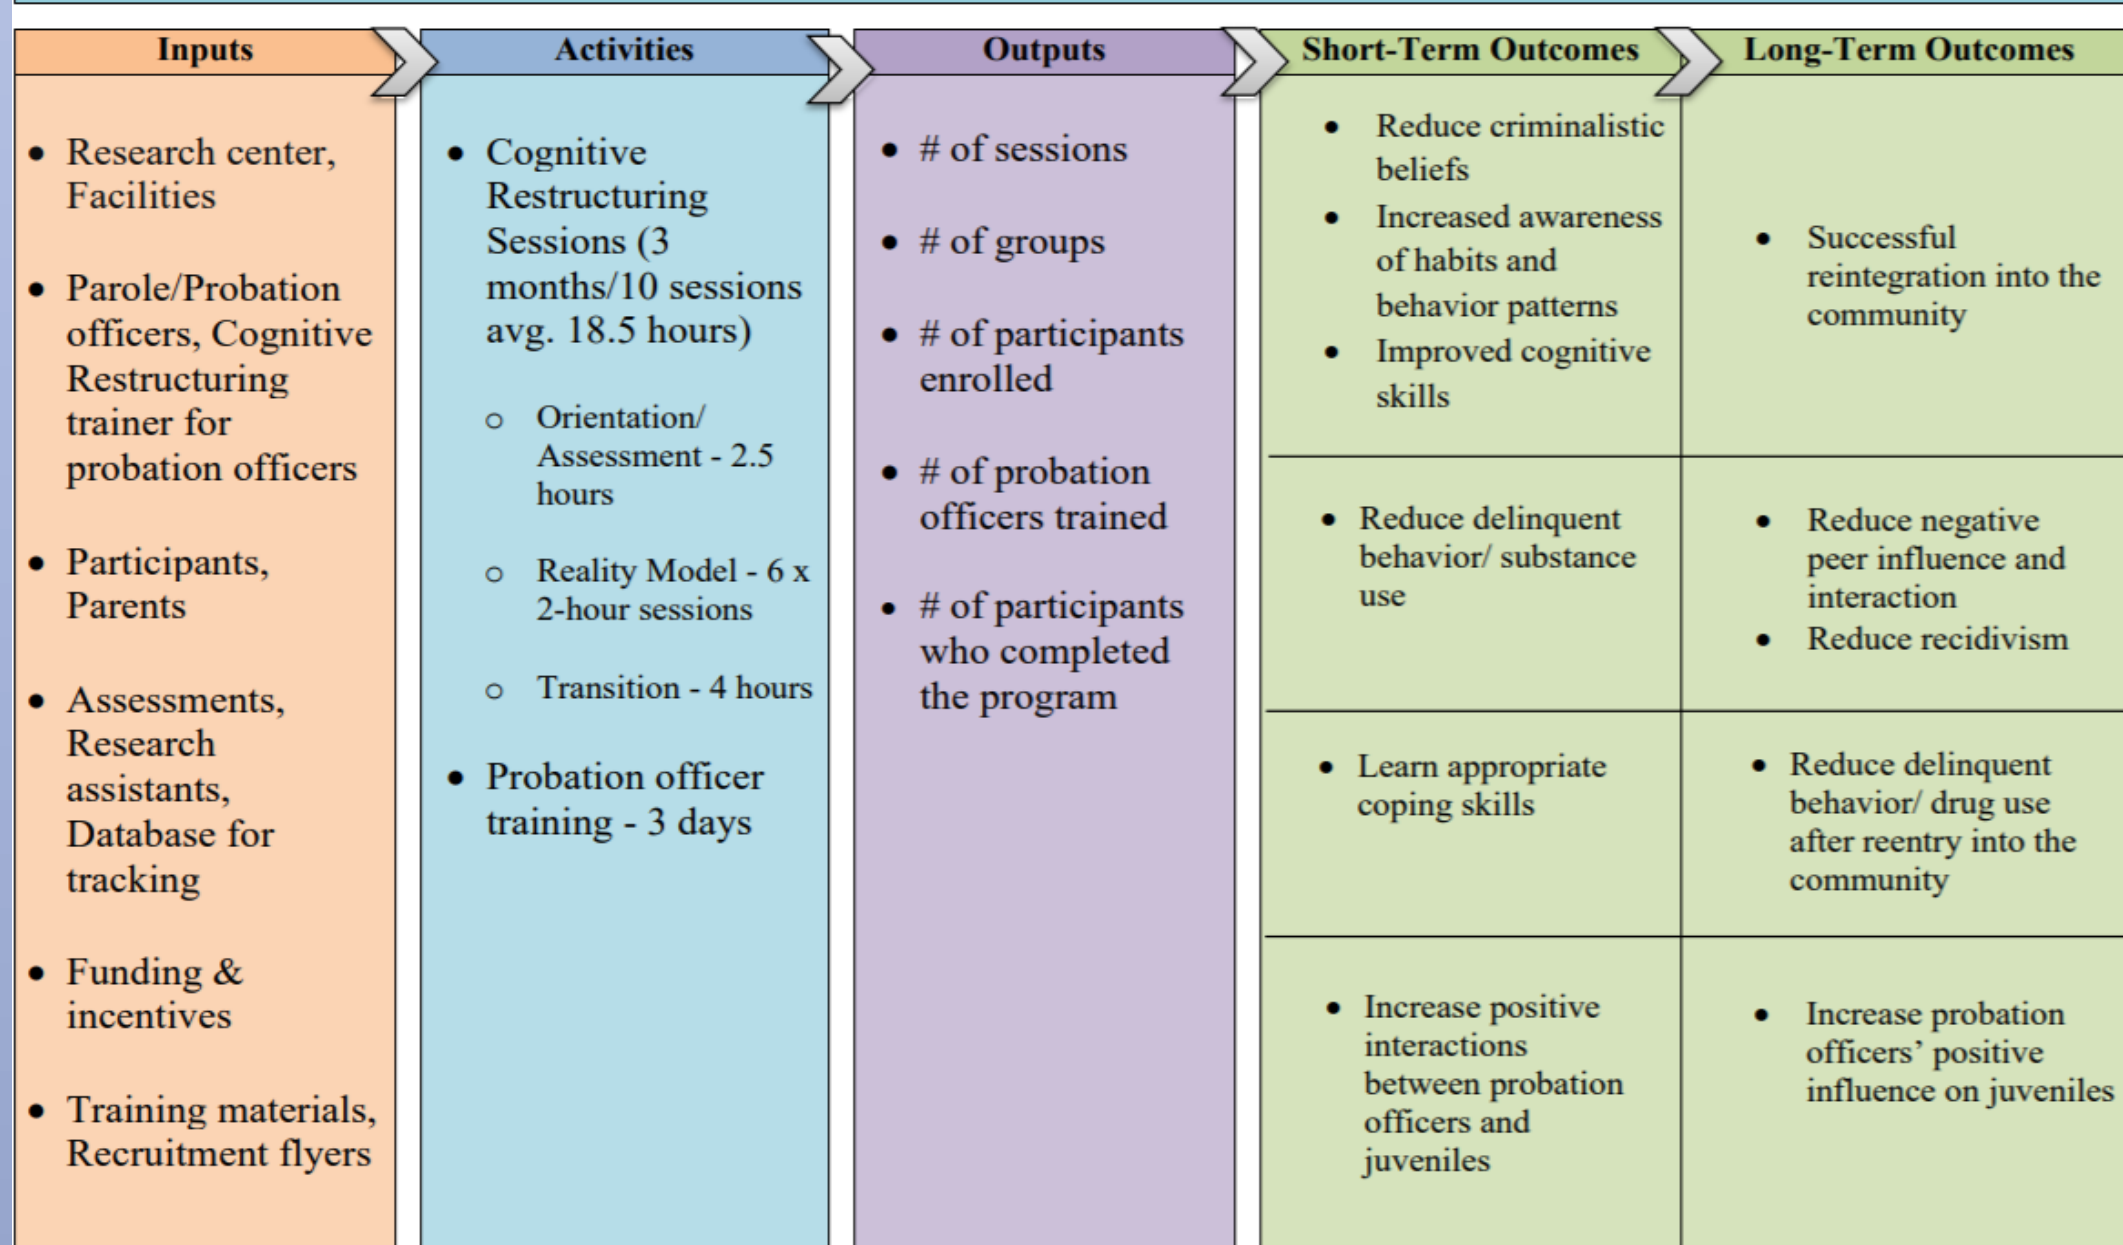 Inputs
Activities
Outputs
Short-Term Outcomes
Long-Term Outcomes
• Research center,
Facilities
• Parole/Probation
officers, Cognitive
Restructuring
trainer for
probation officers
• Participants,
Parents
• Assessments,
Research
assistants,
Database for
tracking
• Funding &
incentives
• Training materials,
Recruitment flyers
• Cognitive
Restructuring
Sessions (3
months/10 sessions
avg. 18.5 hours)
o Orientation/
Assessment - 2.5
hours
o Reality Model - 6 x
2-hour sessions
o Transition - 4 hours
• Probation officer
training - 3 days
• # of sessions
• # of groups
• # of participants
enrolled
• # of probation
officers trained
• # of participants
who completed
the program
• Reduce criminalistic
beliefs
• Increased awareness
of habits and
behavior patterns
• Improved cognitive
skills
• Successful
reintegration into the
community
• Reduce delinquent
behavior/ substance
use
• Reduce negative
peer influence and
interaction
• Reduce recidivism
• Learn appropriate
coping skills
• Reduce delinquent
behavior/ drug use
after reentry into the
community
• Increase positive
interactions
between probation
officers and
juveniles
• Increase probation
officers’ positive
influence on juveniles